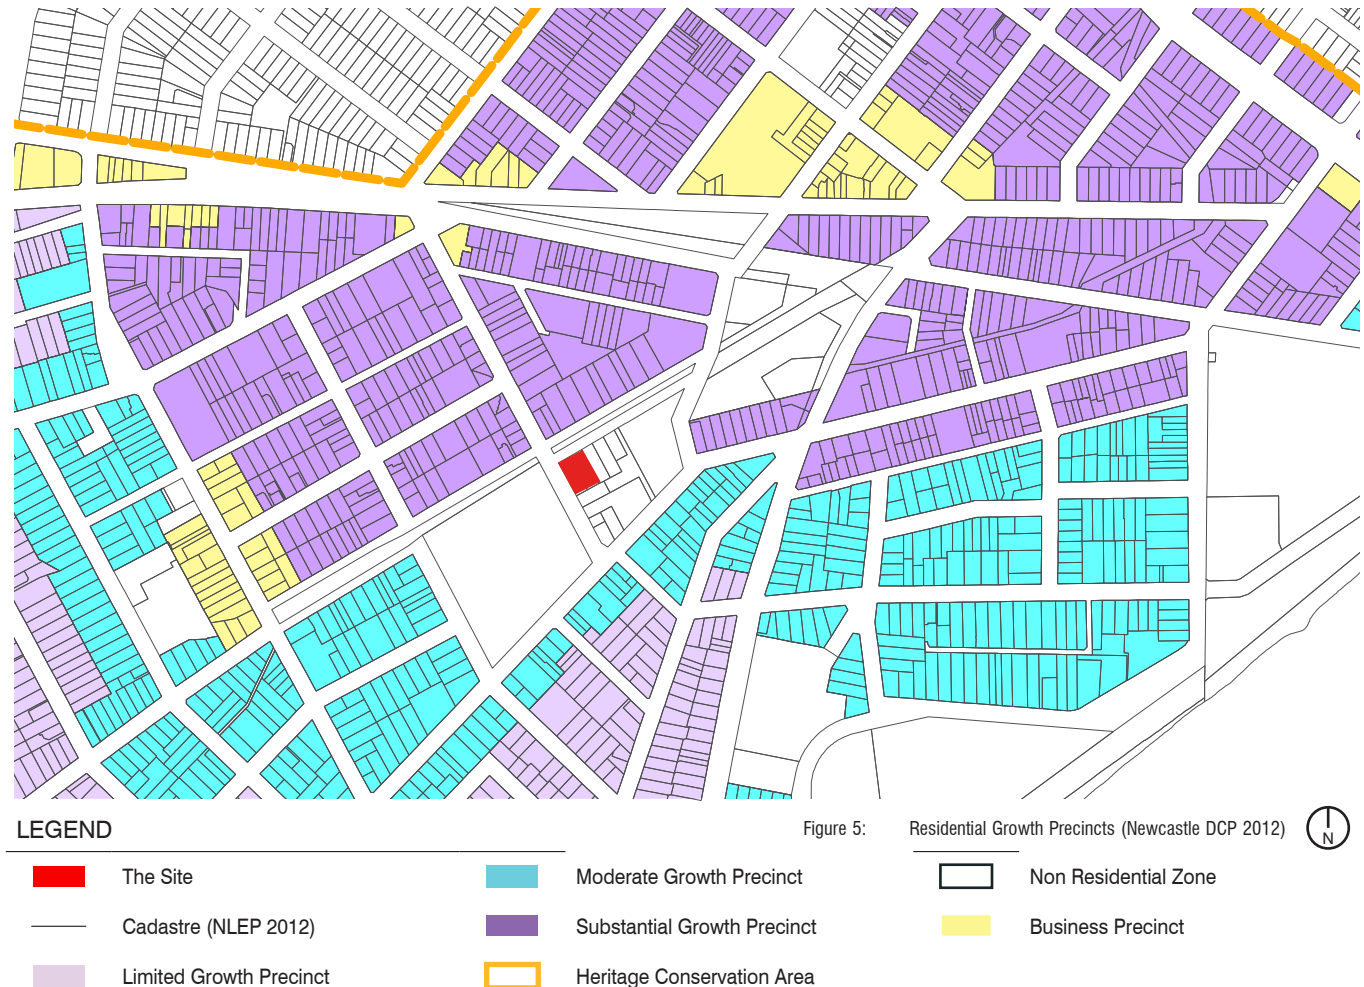 LEGEND
Figure 5: Residential Growth Precincts (Newcastle DCP 2012)
N
The Site
Moderate Growth Precinct
Non Residential Zone
Cadastre (NLEP 2012)
Substantial Growth Precinct
Business Precinct
Limited Growth Precinct
Heritage Conservation Area